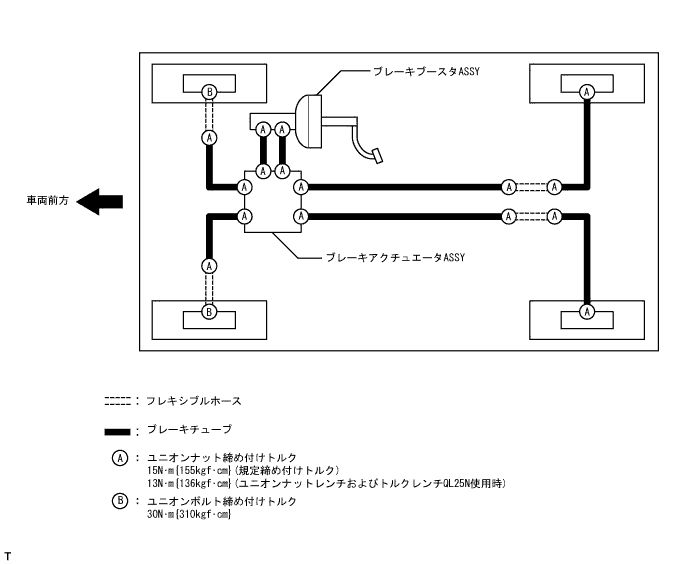 ブレーキブースタASSY
B
A
A
A
A
A
A
A
A
A
A
車両前方
A
A
A
A
ブレーキアクチュエータASSY
A
B
A
フレキシブルホース
ブレーキチューブ
A : ユニオンナット締め付けトルク
15N·m{155kgf·cm}(規定締め付けトルク)
13N·m{136kgf·cm}(ユニオンナットレンチおよびトルクレンチQL25N使用時)
B : ユニオンボルト締め付けトルク
30N·m{310kgf·cm}
T